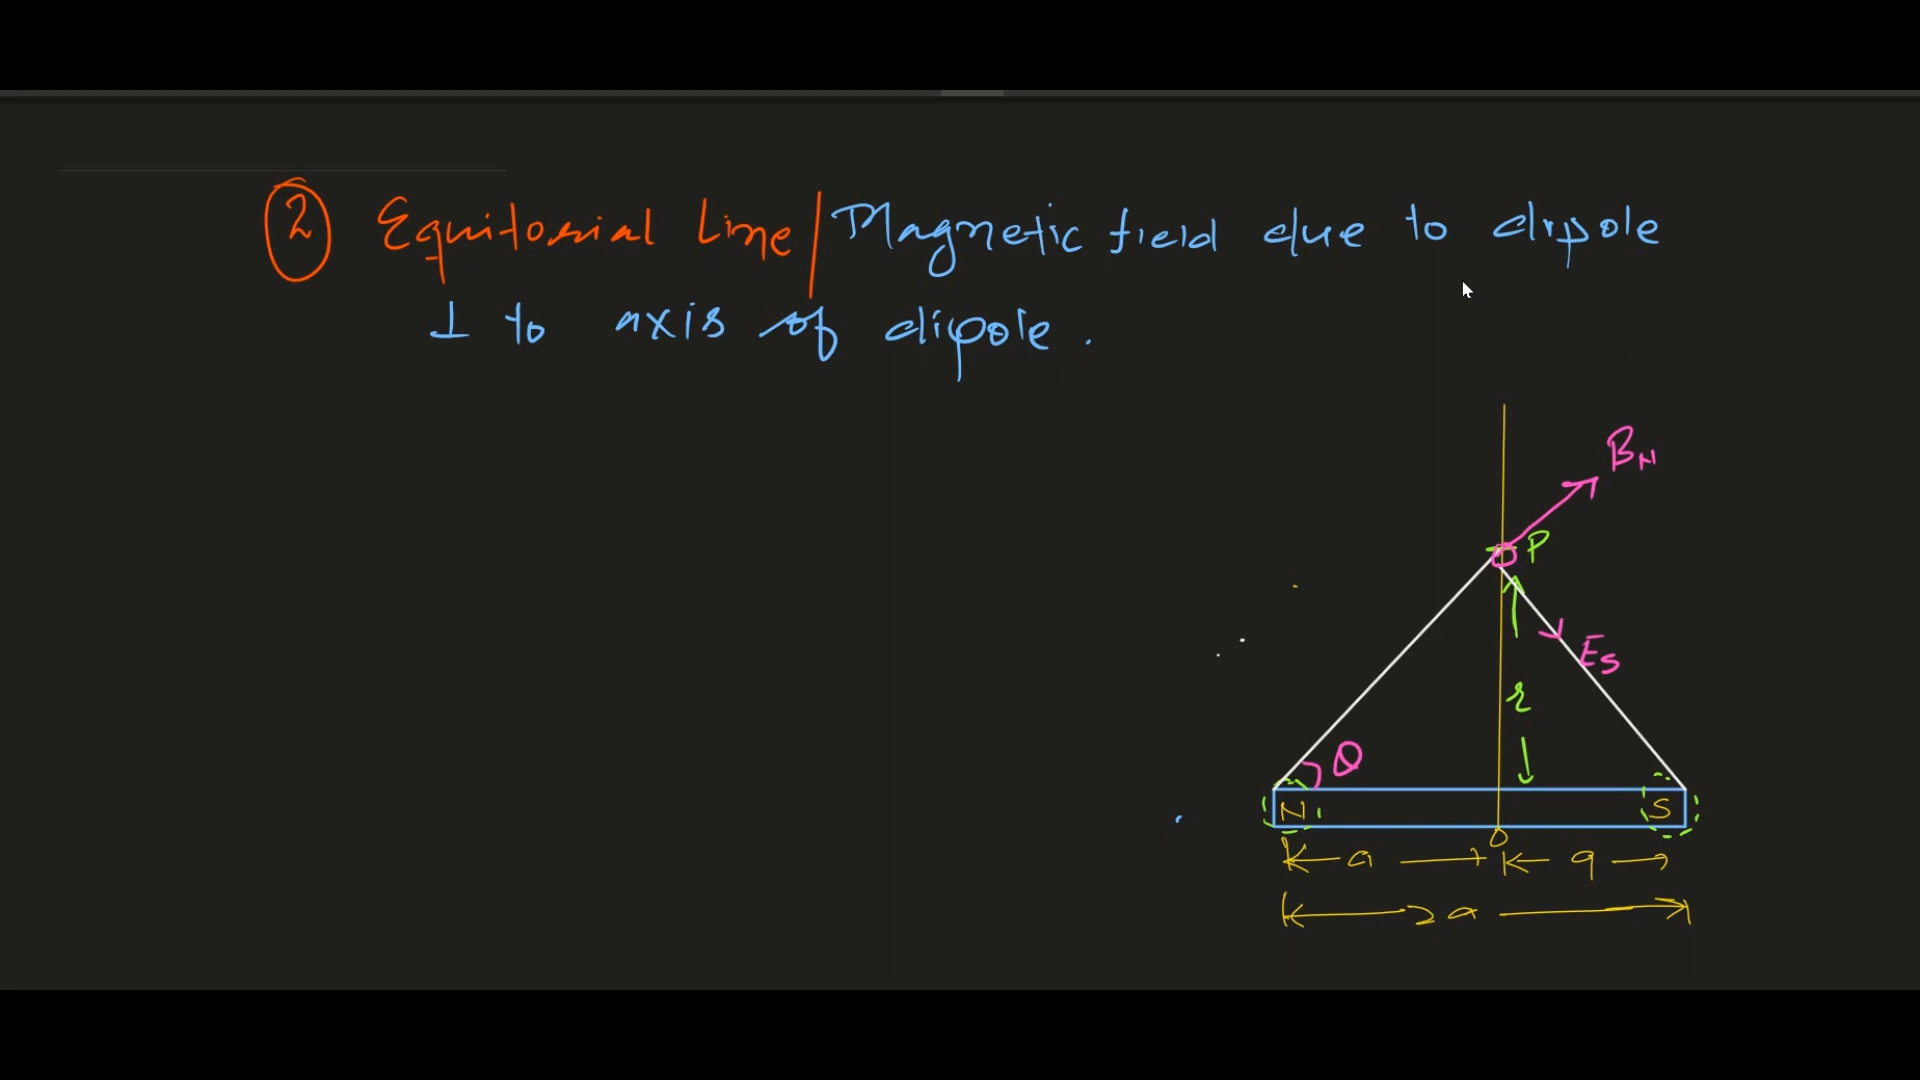 2 Equitorial Line/Magnetic field due to dipole
⊥ to axis of dipole.
B_N
P
E_S
r
θ
N S
O
a a
2a